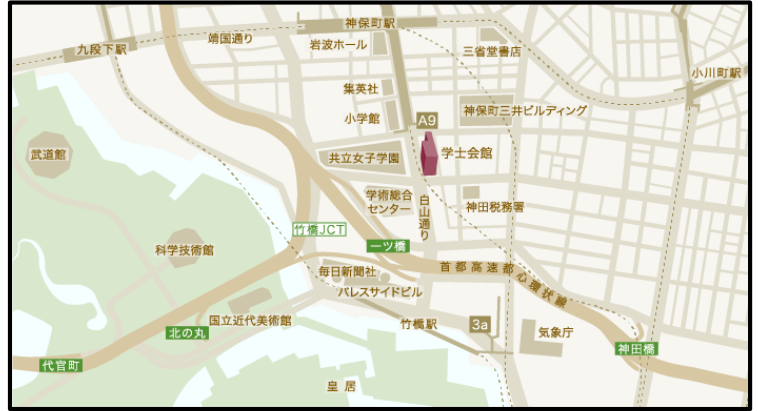 神保町駅
靖国通り
岩波ホール
九段下駅
三省堂書店
小川町駅
集英社
小学館
A9
神保町三井ビルディング
武道館
共立女子学園
学士会館
学術総合
センター
白山通り
神田税務署
竹橋JCT
一ツ橋
科学技術館
毎日新聞社
首都高速都心環状線
パレスサイドビル
国立近代美術館
北の丸
竹橋駅
3a
気象庁
神田橋
代官町
皇居